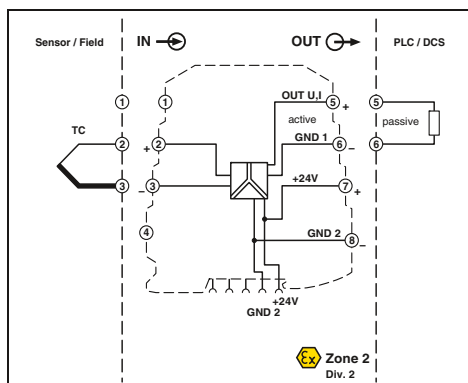 Sensor / Field
IN
OUT
PLC / DCS
1
1
OUT U,I
5
+
5
active
passive
TC
2
+
2
GND 1
6
−
6
3
−
3
+24V
7
+
4
GND 2
8
−
+24V
GND 2
Ex
Zone 2
Div. 2